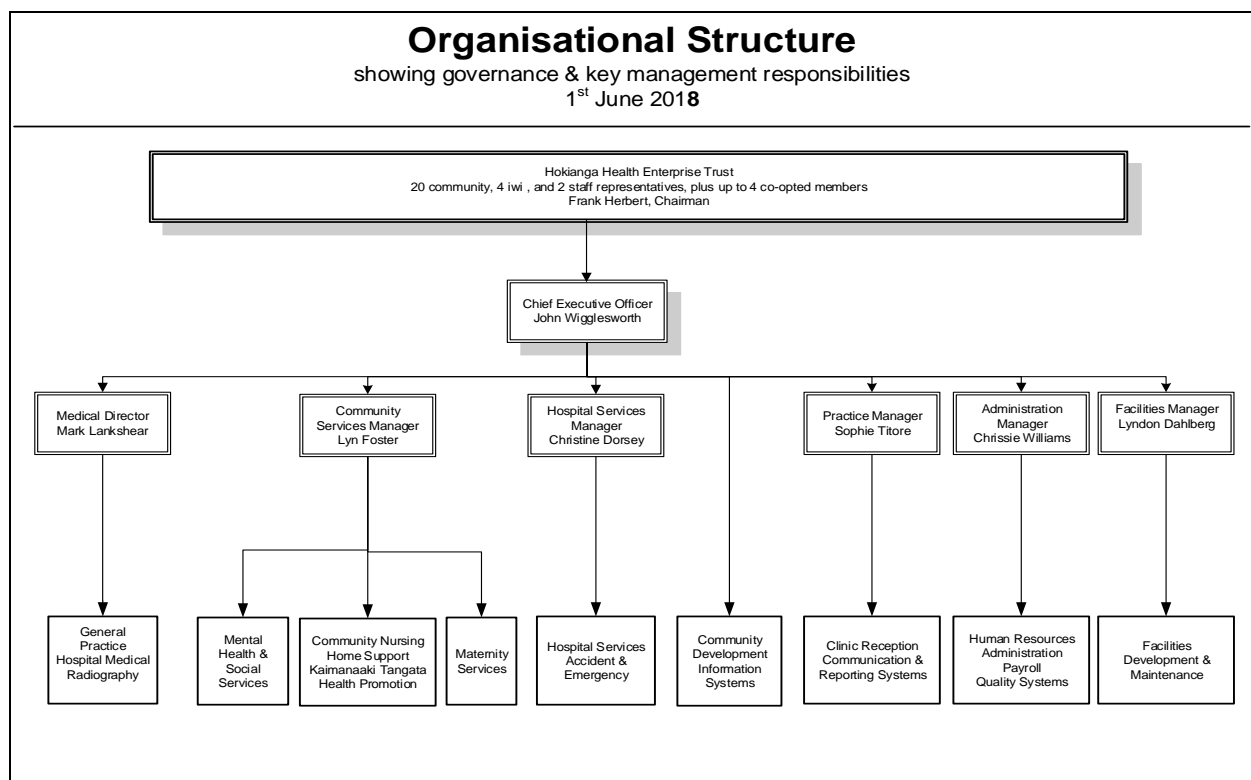 Organisational Structure
showing governance & key management responsibilities
1st June 2018
Hokianga Health Enterprise Trust
20 community, 4 iwi , and 2 staff representatives, plus up to 4 co-opted members
Frank Herbert, Chairman
Chief Executive Officer
John Wigglesworth
Medical Director
Mark Lankshear
Community
Services Manager
Lyn Foster
Hospital Services
Manager
Christine Dorsey
Practice Manager
Sophie Titore
Administration
Manager
Chrissie Williams
Facilities Manager
Lyndon Dahlberg
General
Practice
Hospital Medical
Radiography
Mental
Health &
Social
Services
Community Nursing
Home Support
Kaimanaaki Tangata
Health Promotion
Maternity
Services
Hospital Services
Accident &
Emergency
Community
Development
Information
Systems
Clinic Reception
Communication &
Reporting Systems
Human Resources
Administration
Payroll
Quality Systems
Facilities
Development &
Maintenance